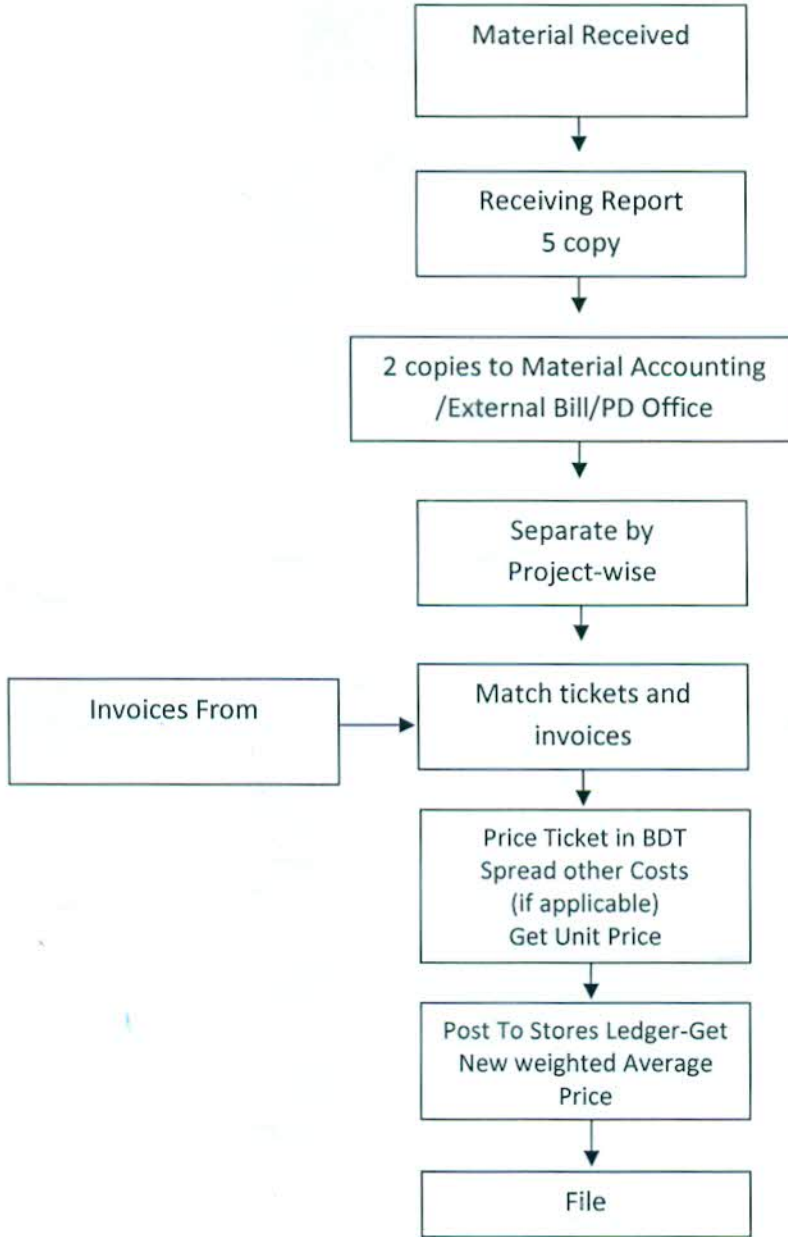 Material Received
Receiving Report
5 copy
2 copies to Material Accounting
/External Bill/PD Office
Separate by
Project-wise
Invoices From
Match tickets and
invoices
Price Ticket in BDT
Spread other Costs
(if applicable)
Get Unit Price
Post To Stores Ledger-Get
New weighted Average
Price
File